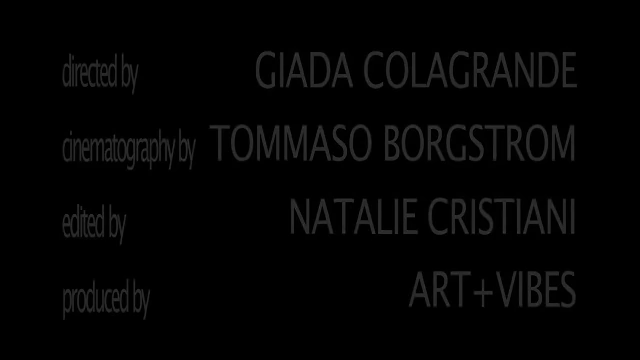 directed by GIADA COLAGRANDE
cinematography by TOMMASO BORGSTROM
edited by NATALIE CRISTIANI
produced by ART+VIBES